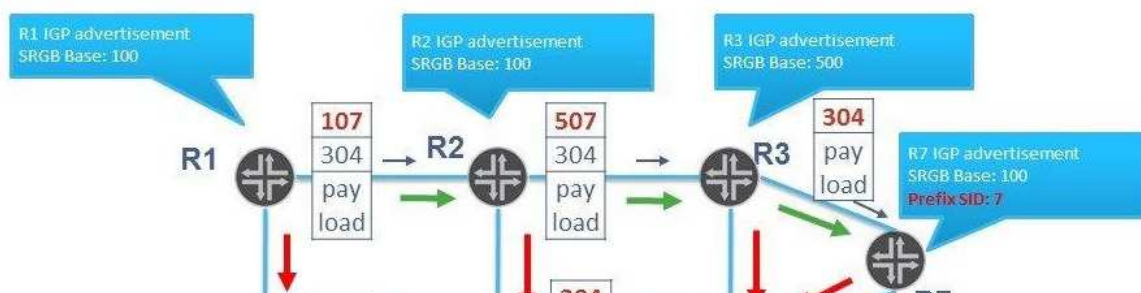 R1 IGP advertisement
SRGB Base: 100
R2 IGP advertisement
SRGB Base: 100
R3 IGP advertisement
SRGB Base: 500
R1
107
304
pay
load
R2
507
304
pay
load
R3
304
pay
load
R7 IGP advertisement
SRGB Base: 100
Prefix SID: 7